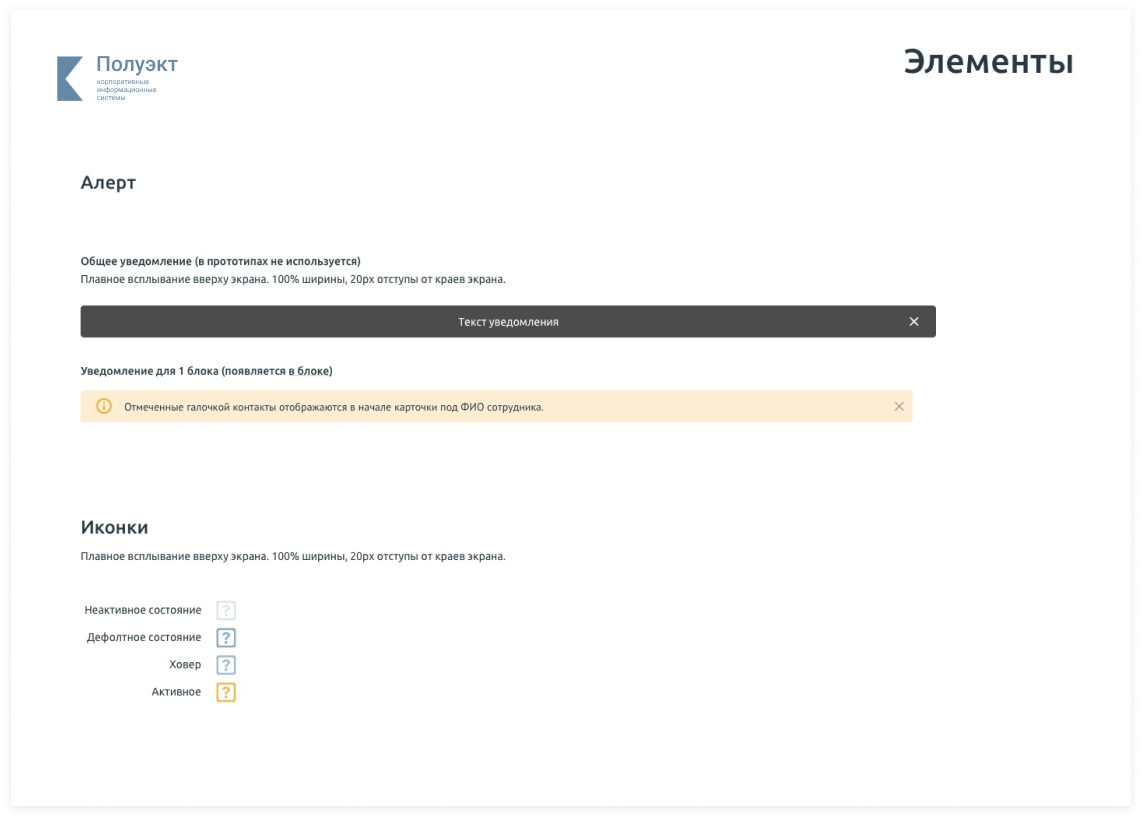 Полуэкт
корпоративные
информационные
системы
Элементы
Алерт
Общее уведомление (в прототипах не используется)
Плавное всплывание вверху экрана. 100% ширины, 20px отступы от краев экрана.
Текст уведомления
Уведомление для 1 блока (появляется в блоке)
Отмеченные галочкой контакты отображаются в начале карточки под ФИО сотрудника.
Иконки
Плавное всплывание вверху экрана. 100% ширины, 20px отступы от краев экрана.
Неактивное состояние ?
Дефолтное состояние ?
Ховер ?
Активное ?